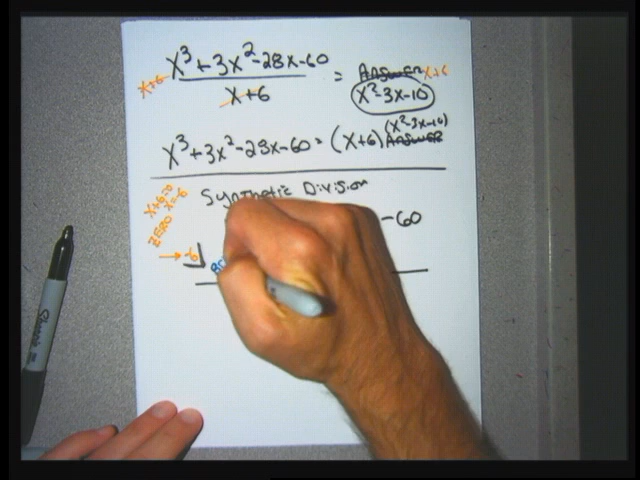 x+6 x³ + 3x² - 28x - 60 = Answer x+6
x+6 x² - 3x - 10
x³ + 3x² - 28x - 60 = (x+6) Answer (x² - 3x - 10)
Synthetic Division
x+6=0
x=-6
ZERO
-60
→ -6
Sharpie